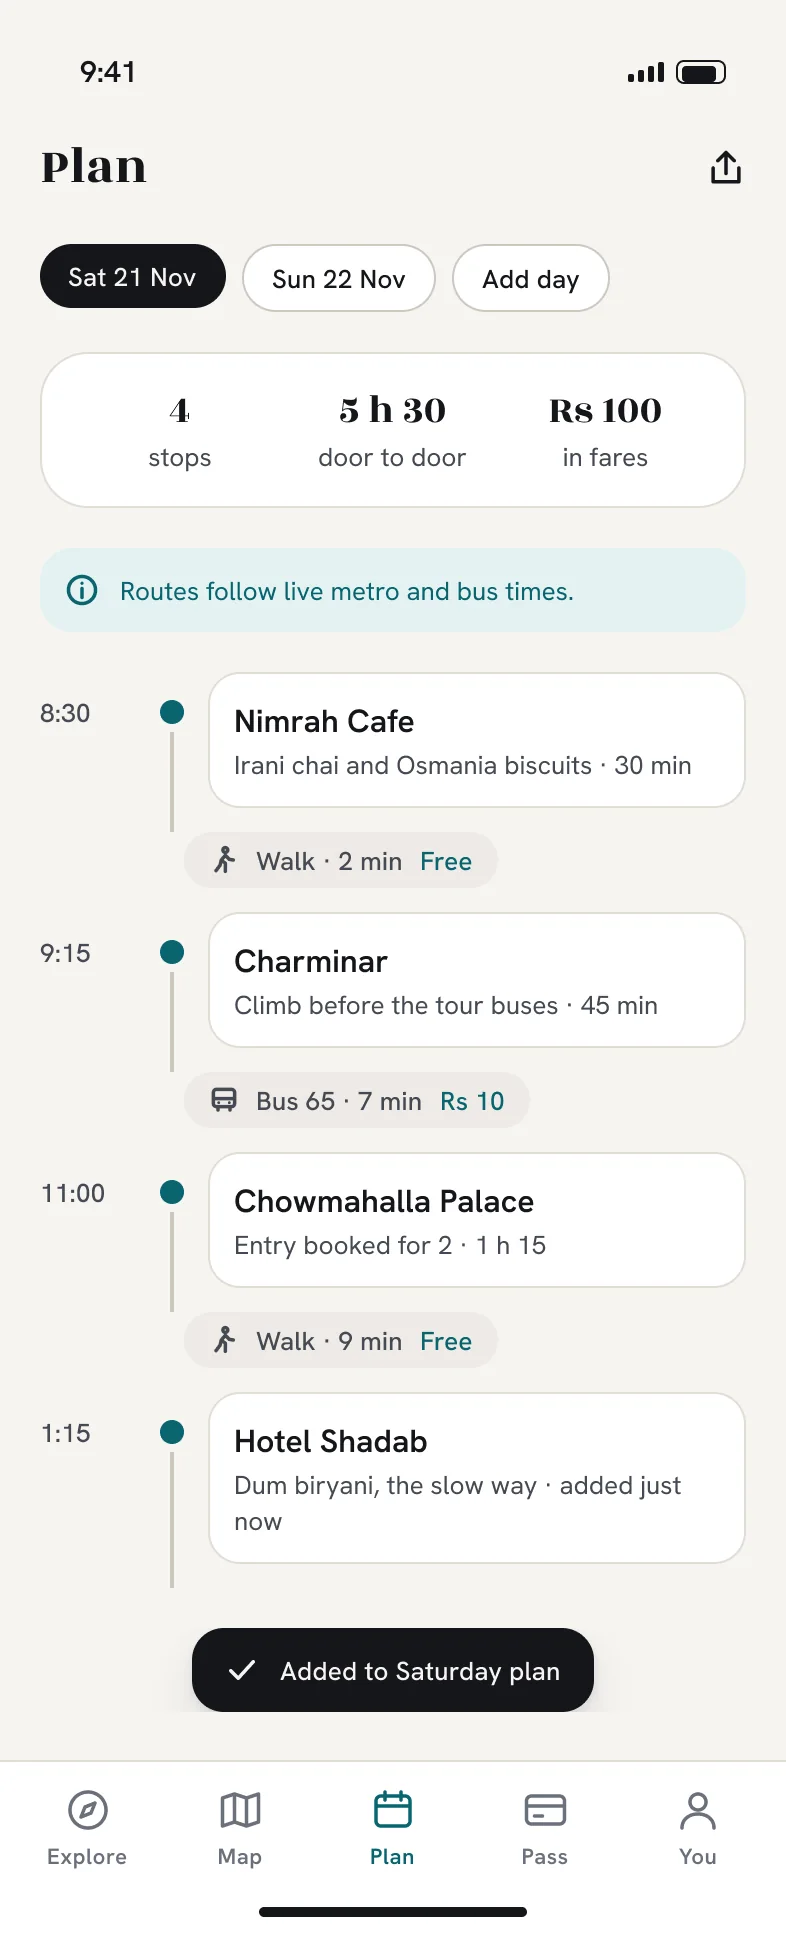 9:41
Plan
Sat 21 Nov
Sun 22 Nov
Add day
4
5 h 30
Rs 100
stops
door to door
in fares
Routes follow live metro and bus times.
8:30
Nimrah Cafe
Irani chai and Osmania biscuits · 30 min
Walk · 2 min Free
9:15
Charminar
Climb before the tour buses · 45 min
Bus 65 · 7 min Rs 10
11:00
Chowmahalla Palace
Entry booked for 2 · 1 h 15
Walk · 9 min Free
1:15
Hotel Shadab
Dum biryani, the slow way · added just
now
Added to Saturday plan
Explore
Map
Plan
Pass
You